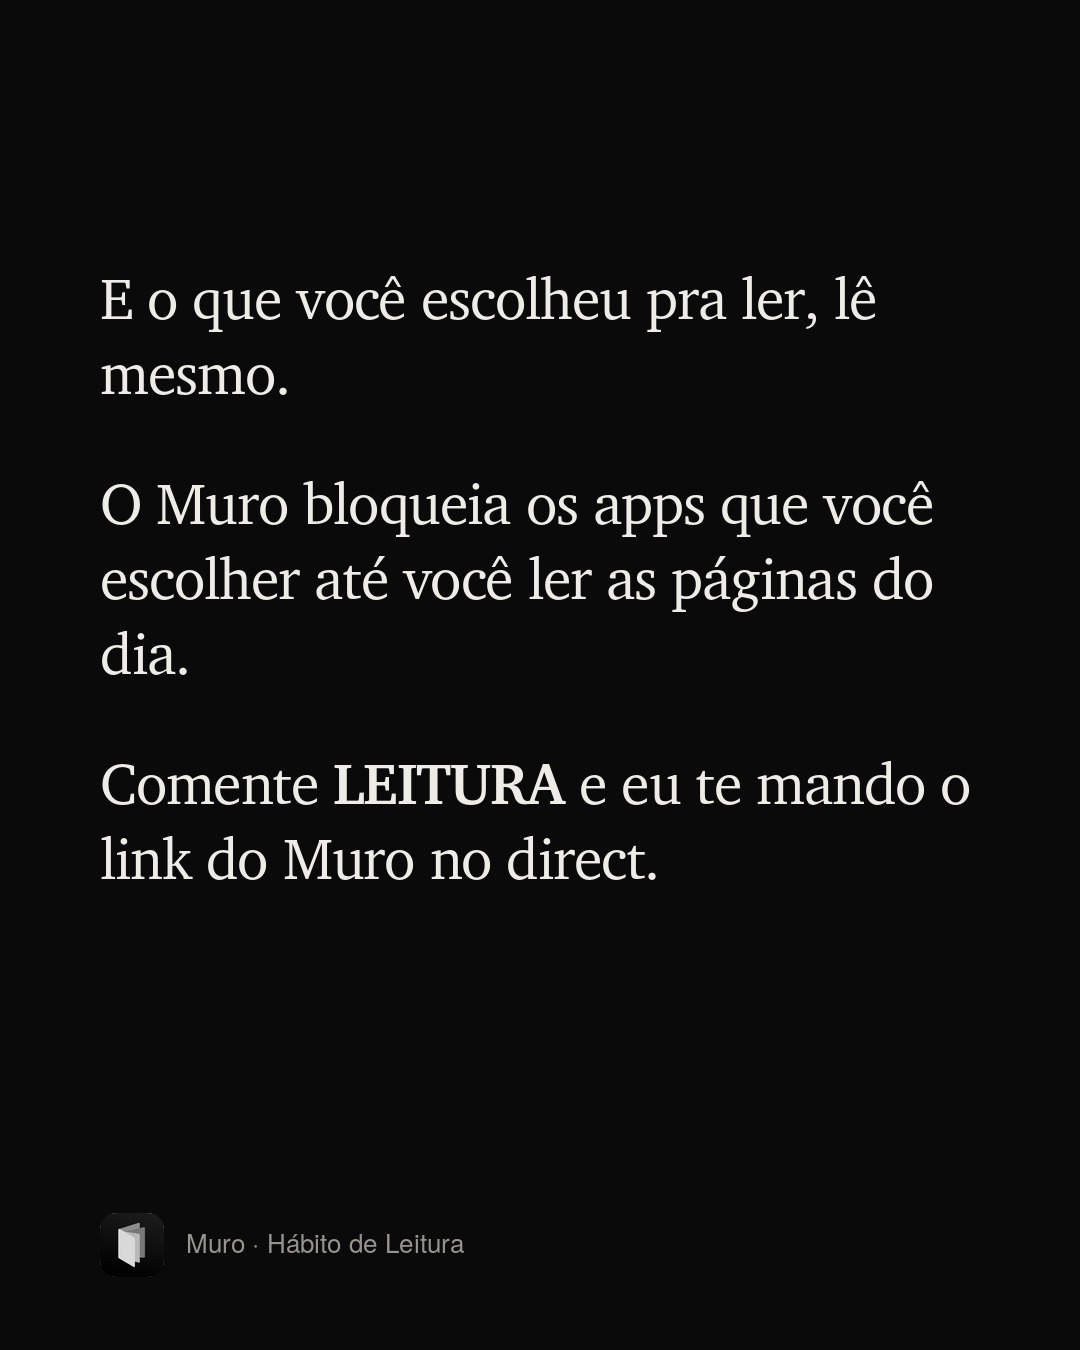 E o que você escolheu pra ler, lê
mesmo.
O Muro bloqueia os apps que você
escolher até você ler as páginas do
dia.
Comente LEITURA e eu te mando o
link do Muro no direct.
Muro · Hábito de Leitura